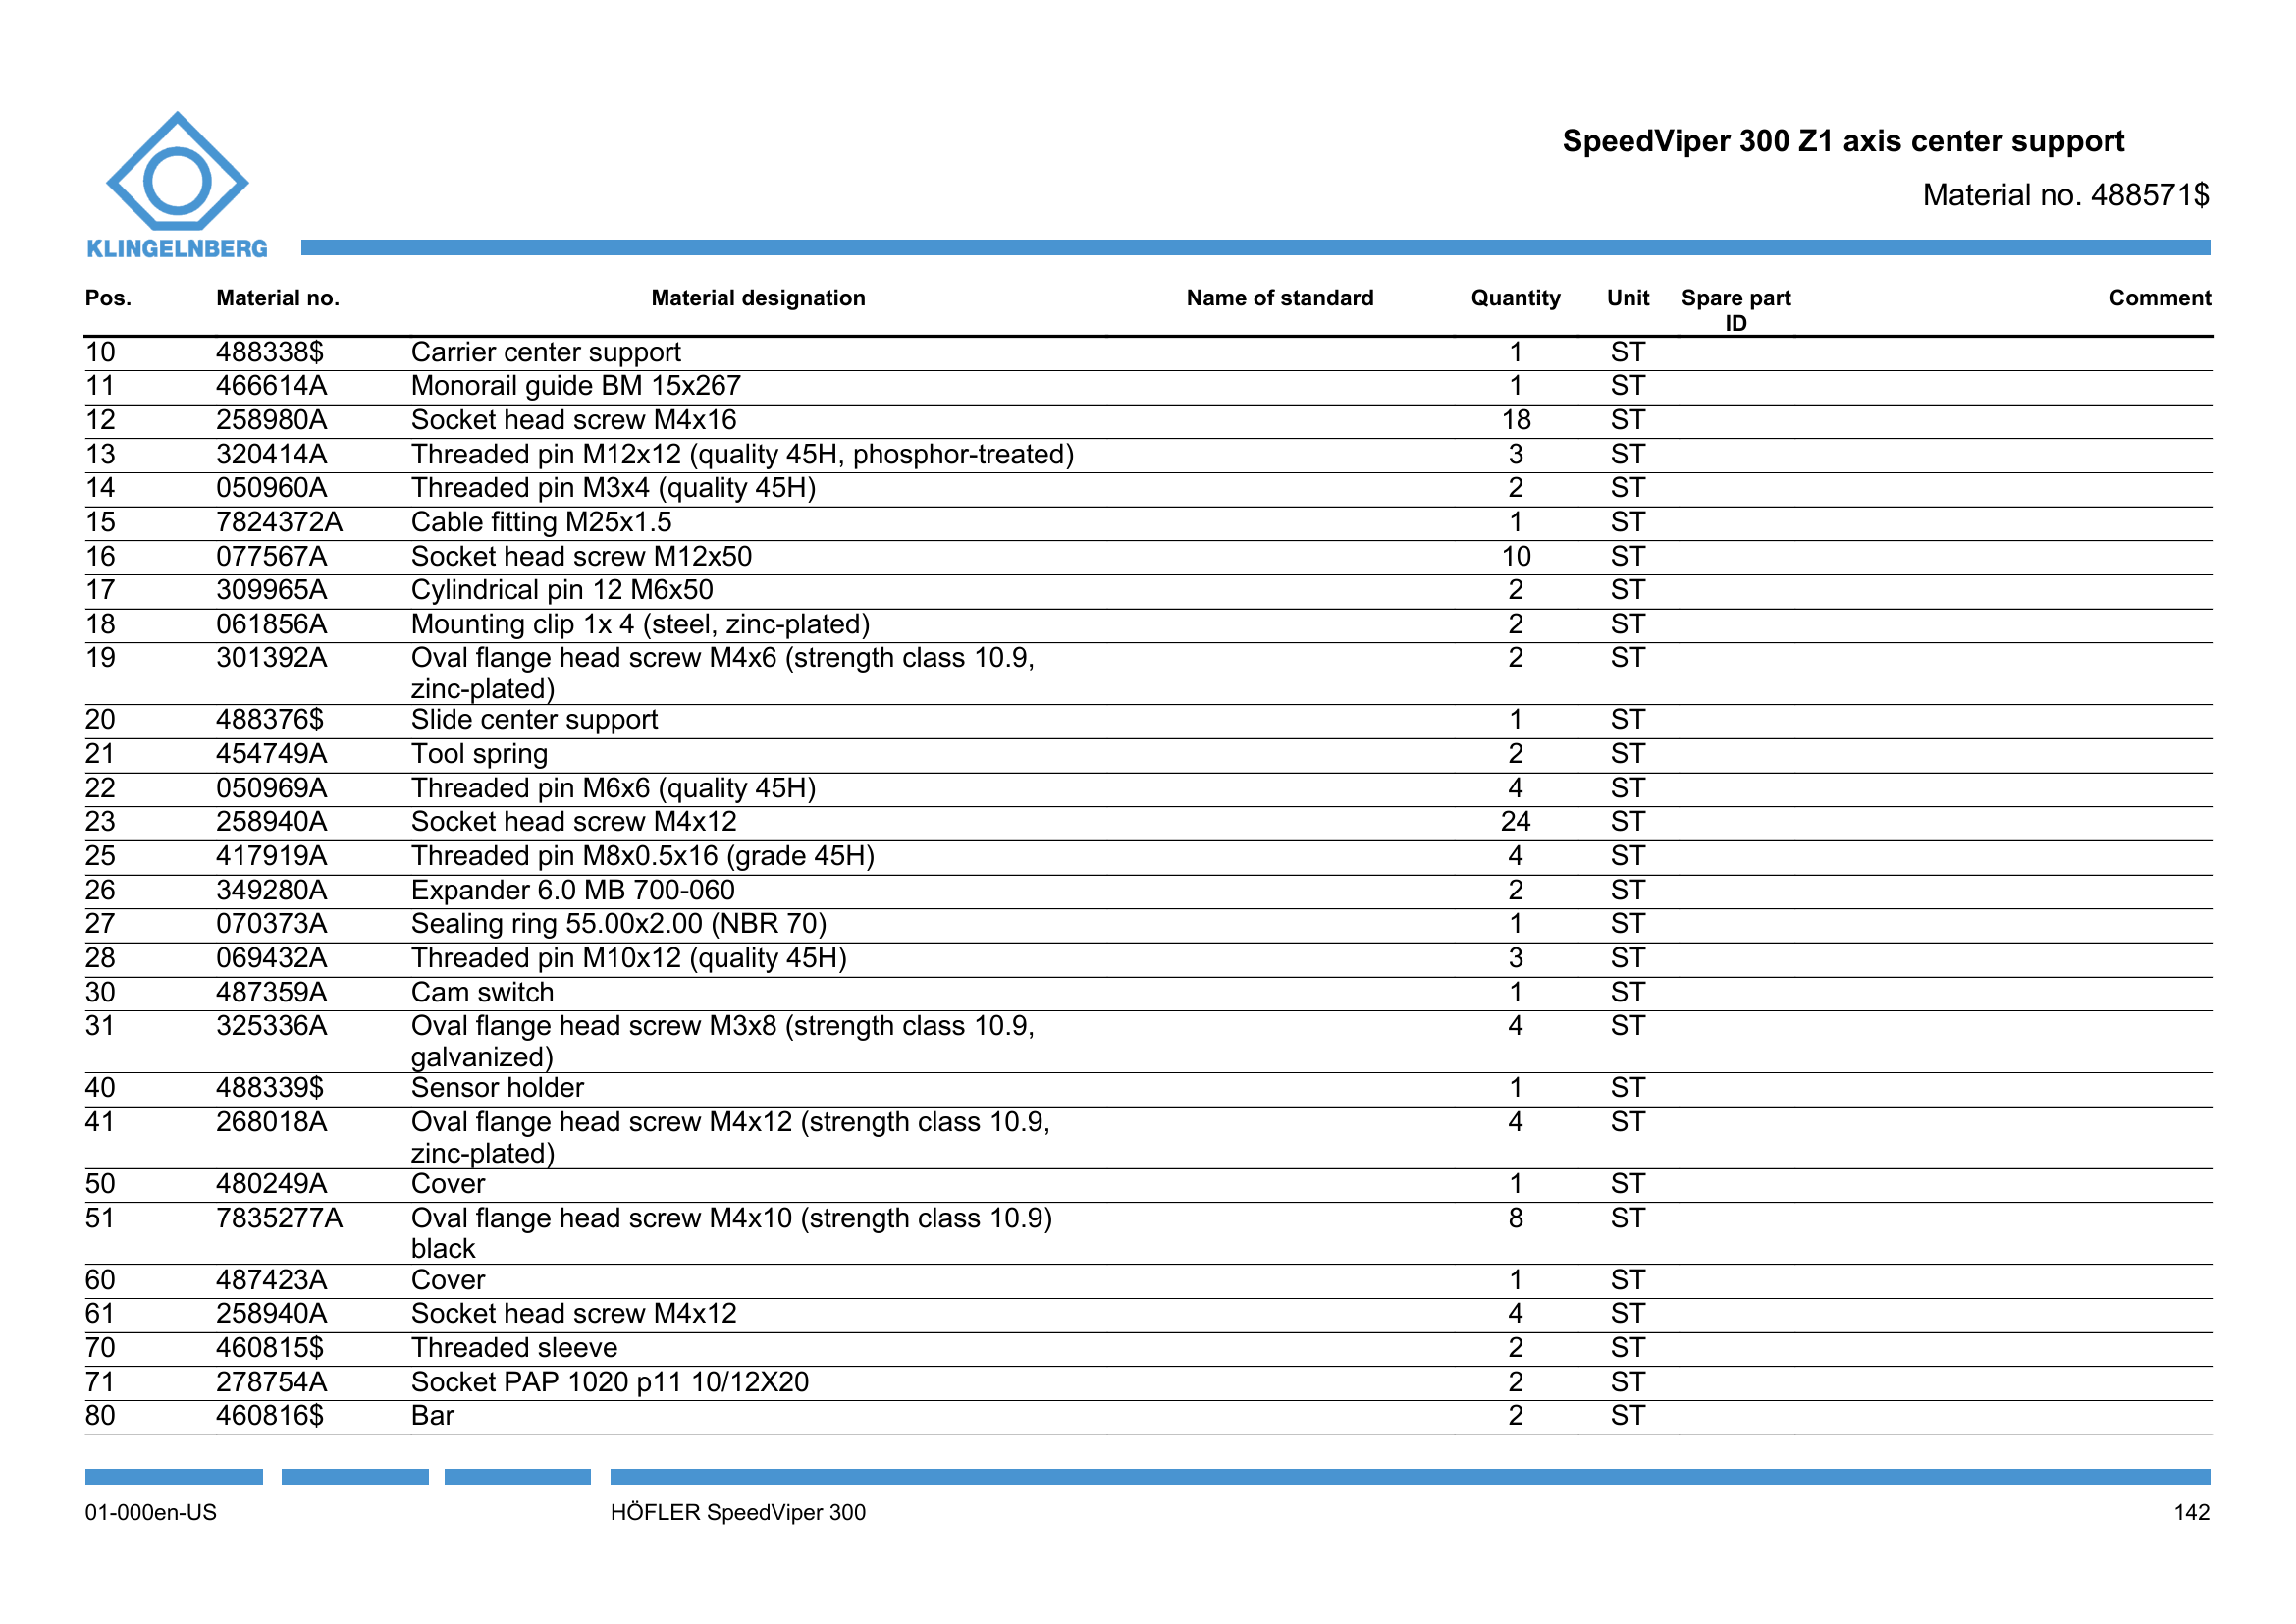 SpeedViper 300 Z1 axis center support
Material no. 488571$
KLINGELNBERG
Pos. Material no. Material designation Name of standard Quantity Unit Spare part Comment
ID
10 488338$ Carrier center support 1 ST
11 466614A Monorail guide BM 15x267 1 ST
12 258980A Socket head screw M4x16 18 ST
13 320414A Threaded pin M12x12 (quality 45H, phosphor-treated) 3 ST
14 050960A Threaded pin M3x4 (quality 45H) 2 ST
15 7824372A Cable fitting M25x1.5 1 ST
16 077567A Socket head screw M12x50 10 ST
17 309965A Cylindrical pin 12 M6x50 2 ST
18 061856A Mounting clip 1x 4 (steel, zinc-plated) 2 ST
19 301392A Oval flange head screw M4x6 (strength class 10.9, 2 ST
zinc-plated)
20 488376$ Slide center support 1 ST
21 454749A Tool spring 2 ST
22 050969A Threaded pin M6x6 (quality 45H) 4 ST
23 258940A Socket head screw M4x12 24 ST
25 417919A Threaded pin M8x0.5x16 (grade 45H) 4 ST
26 349280A Expander 6.0 MB 700-060 2 ST
27 070373A Sealing ring 55.00x2.00 (NBR 70) 1 ST
28 069432A Threaded pin M10x12 (quality 45H) 3 ST
30 487359A Cam switch 1 ST
31 325336A Oval flange head screw M3x8 (strength class 10.9, 4 ST
galvanized)
40 488339$ Sensor holder 1 ST
41 268018A Oval flange head screw M4x12 (strength class 10.9, 4 ST
zinc-plated)
50 480249A Cover 1 ST
51 7835277A Oval flange head screw M4x10 (strength class 10.9) 8 ST
black
60 487423A Cover 1 ST
61 258940A Socket head screw M4x12 4 ST
70 460815$ Threaded sleeve 2 ST
71 278754A Socket PAP 1020 p11 10/12X20 2 ST
80 460816$ Bar 2 ST
01-000en-US HÖFLER SpeedViper 300 142